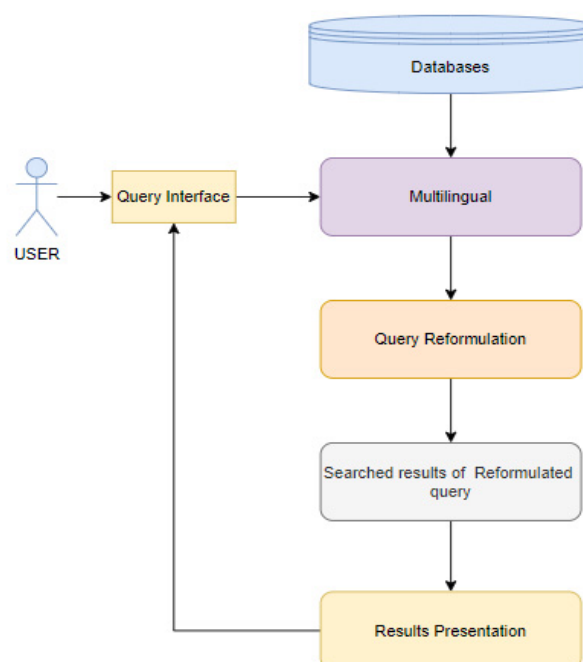 Databases
Query Interface
Multilingual
USER
Query Reformulation
Searched results of Reformulated
query
Results Presentation